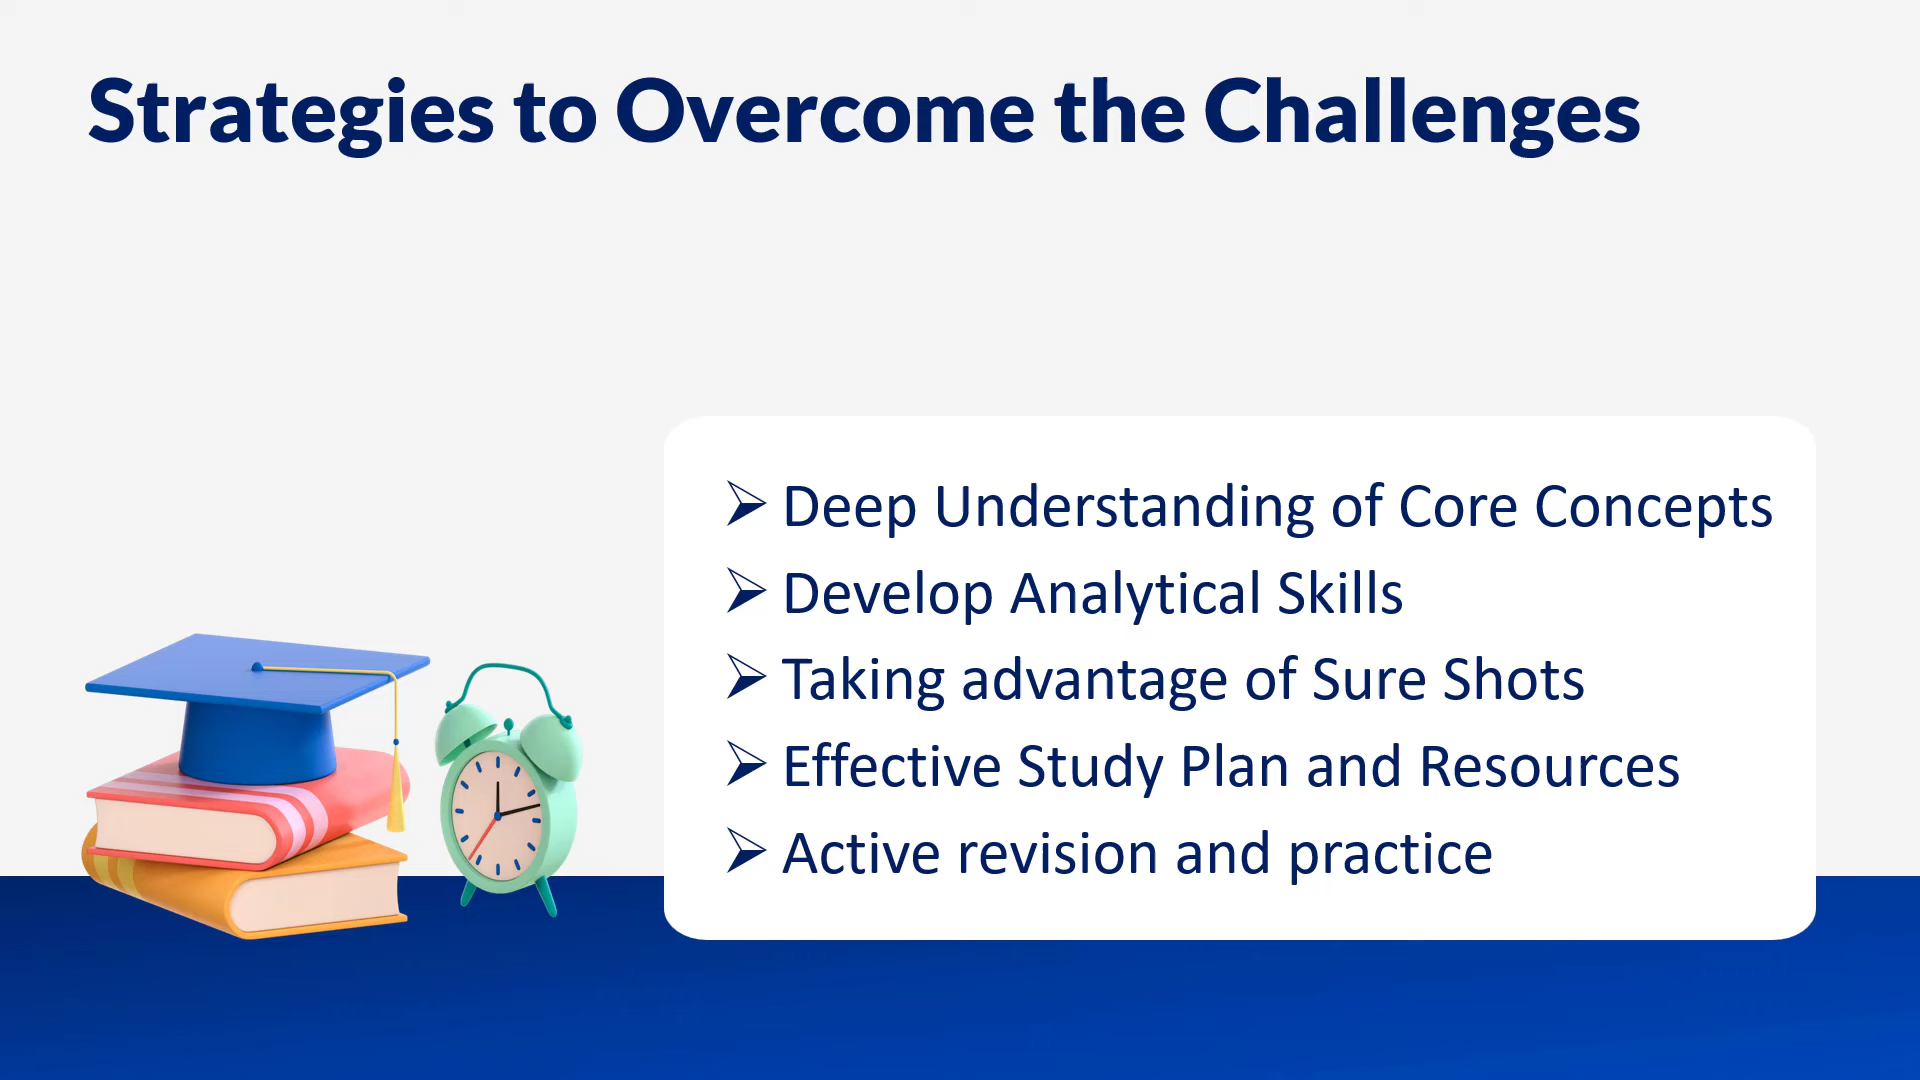 Strategies to Overcome the Challenges
➢ Deep Understanding of Core Concepts
➢ Develop Analytical Skills
➢ Taking advantage of Sure Shots
➢ Effective Study Plan and Resources
➢ Active revision and practice